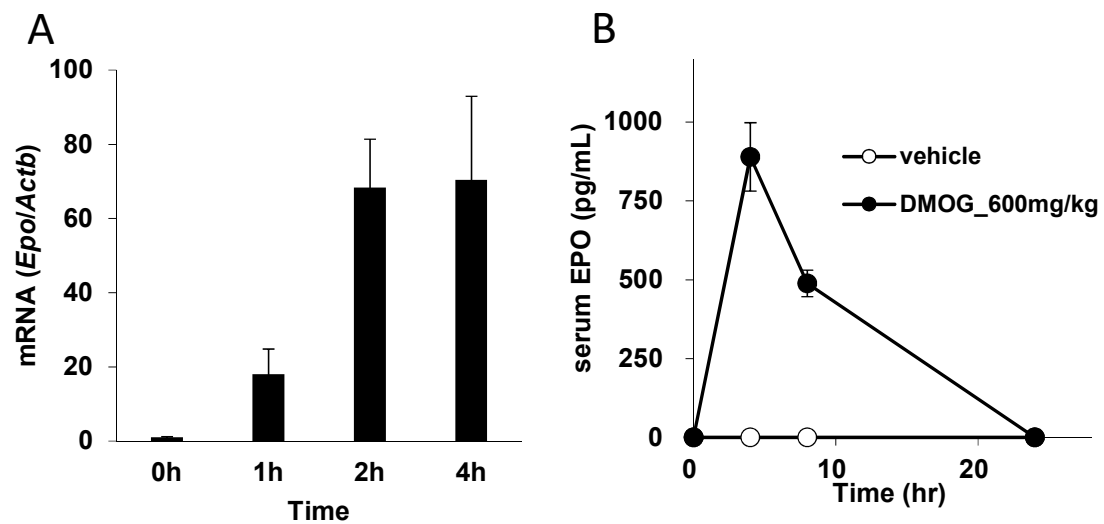 A
mRNA (Epo/Actb)
100
80
60
40
20
0
0h 1h 2h 4h
Time
B
serum EPO (pg/mL)
1000
750
500
250
0
vehicle
DMOG_600mg/kg
0 10 20
Time (hr)